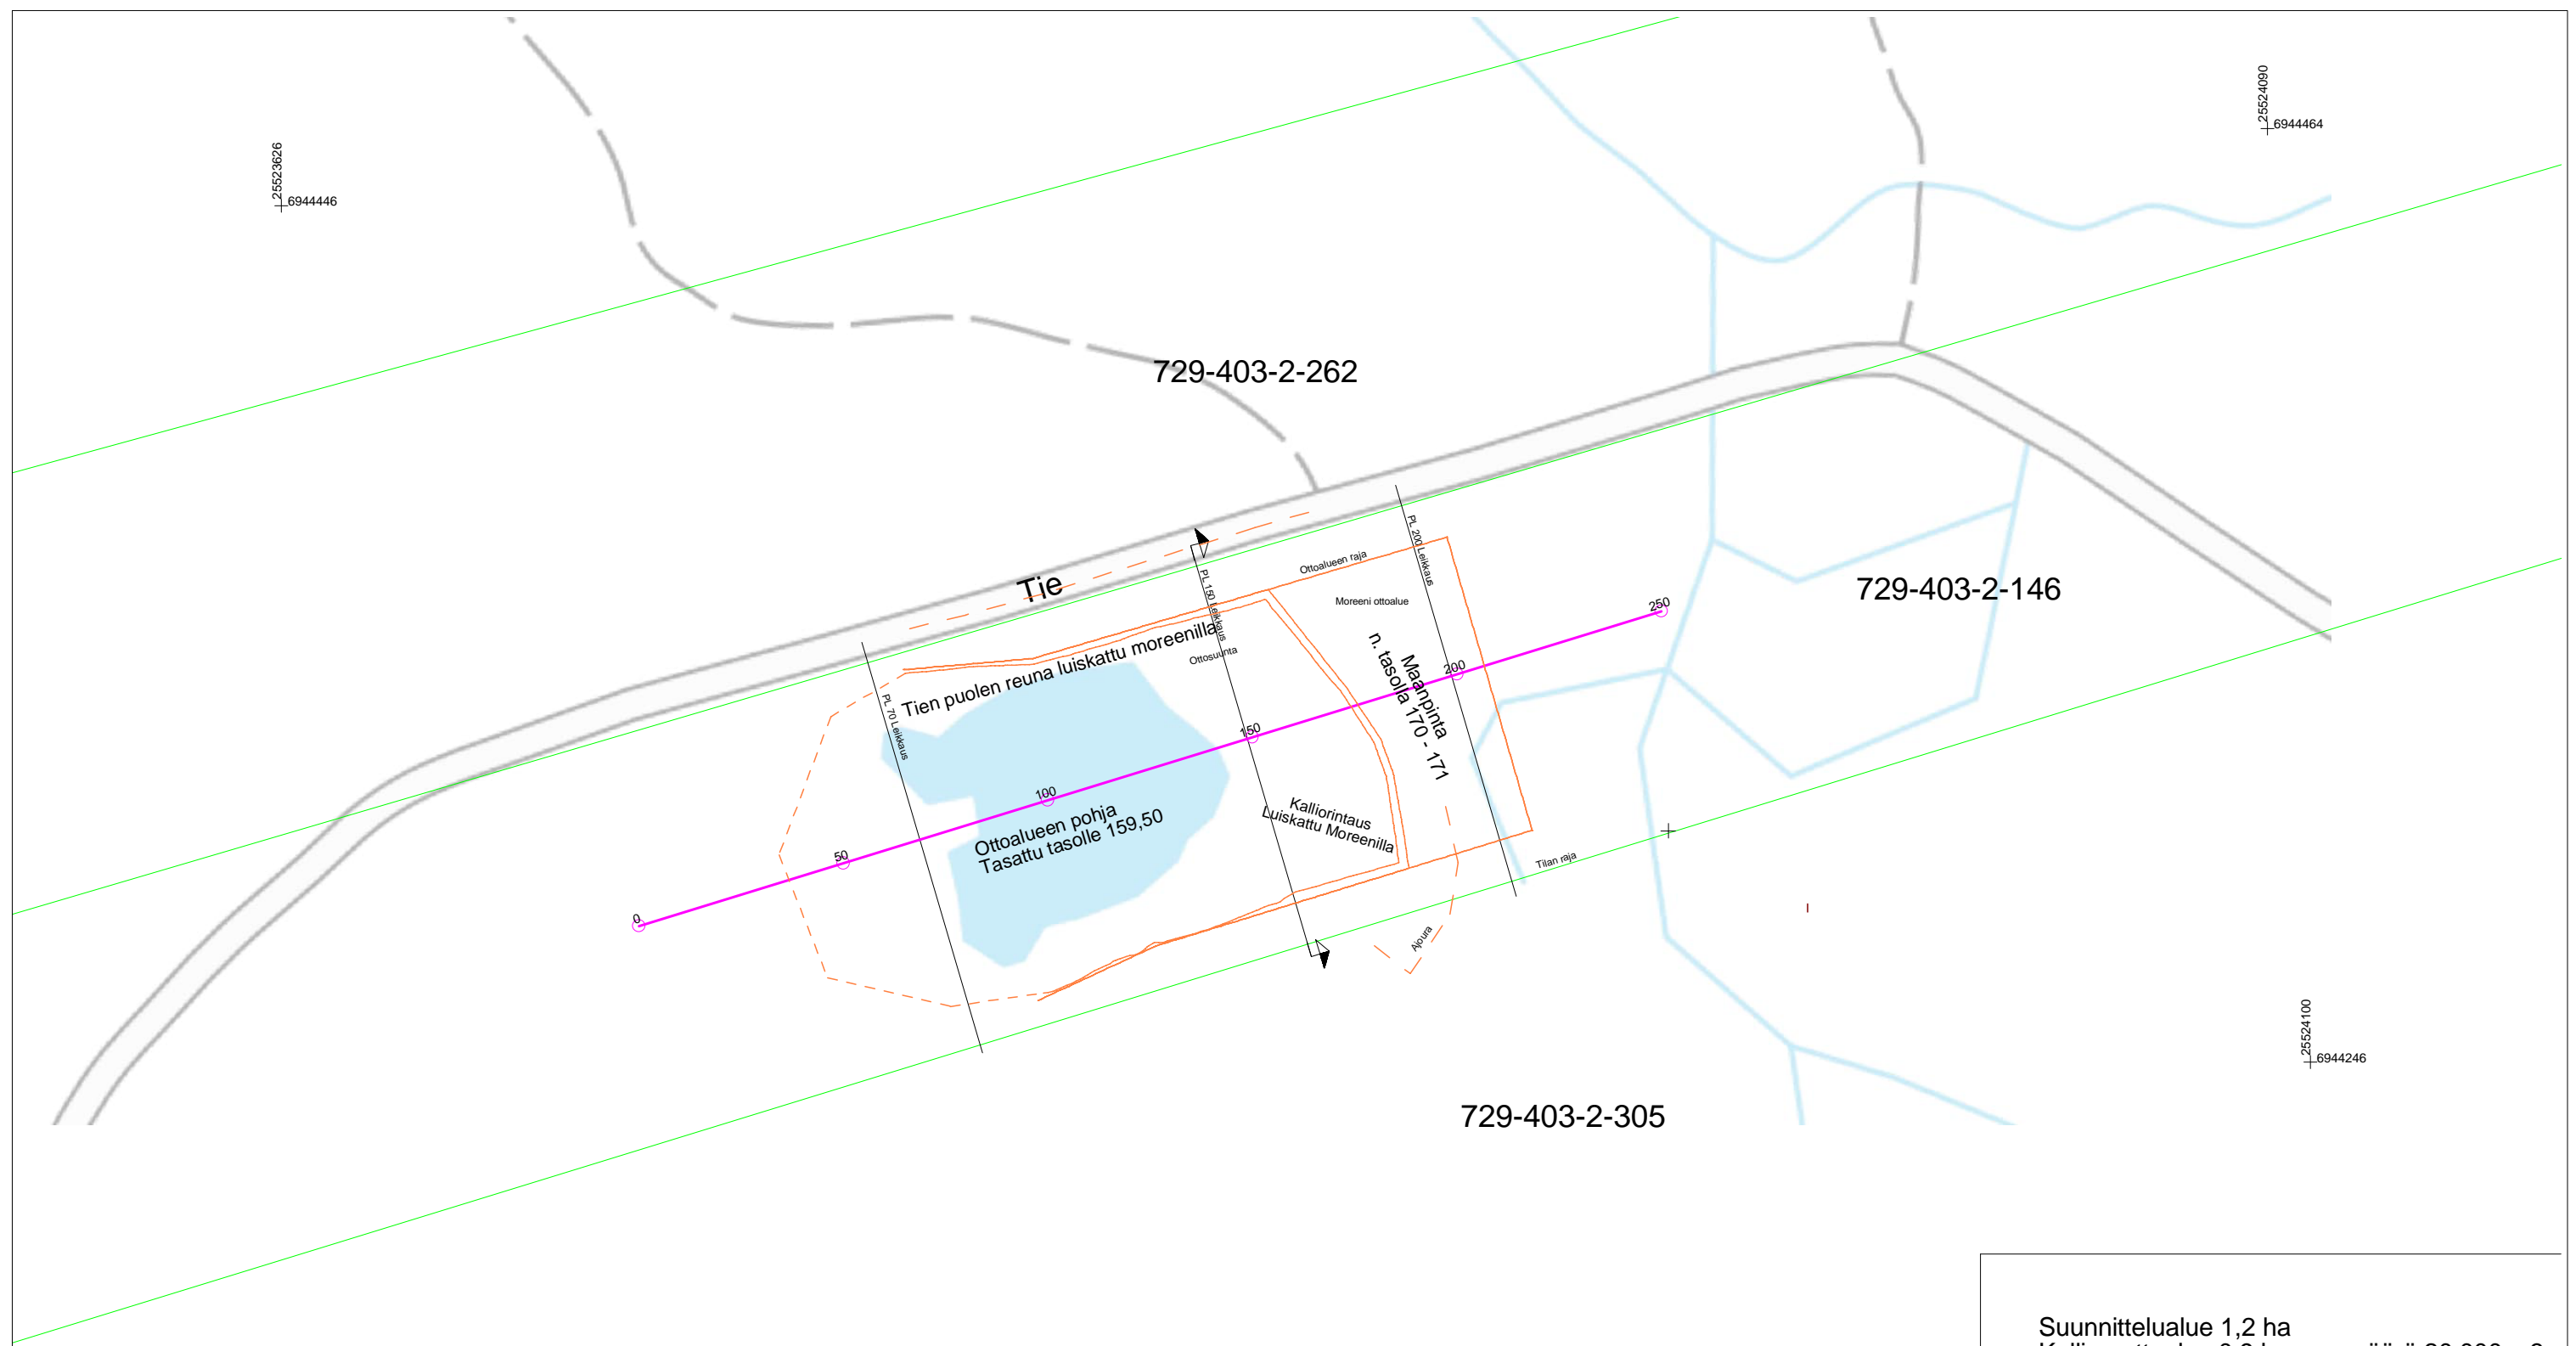 25523626
6944446
25524090
6944464
729-403-2-262
Tie
PL 70 Leikkaus
PL 150 Leikkaus
PL 200 Leikkaus
Ottoalueen raja
Moreeni ottoalue
729-403-2-146
Tien puolen reuna luiskattu moreenilla
Ottosuunta
Maanpinta
n. tasolla 170 - 171
0
50
100
150
200
250
Ottoalueen pohja
Tasattu tasolle 159,50
Kalliorintaus
Luiskattu Moreenilla
Tilan raja
Ajoura
25524100
6944246
729-403-2-305
Suunnittelualue 1,2 ha